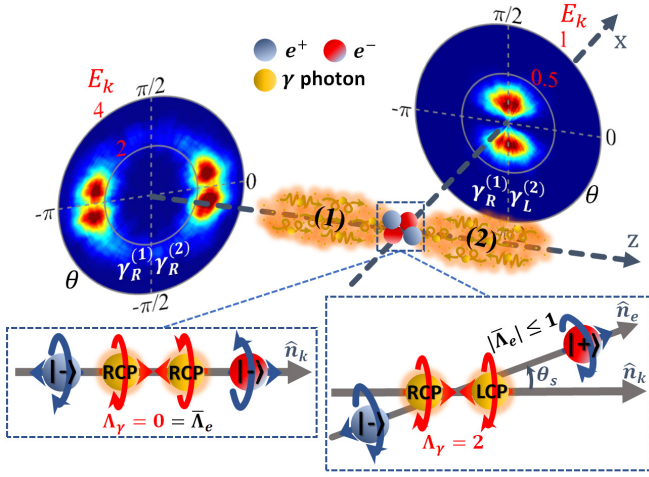 e⁺ e⁻
γ photon
E_k
4
2
π/2
-π
0
-π/2
θ
γ_R^(1) γ_R^(2)
π/2
E_k
1
0.5
x
-π
0
θ
γ_R^(1) γ_L^(2)
(1)
(2)
z
|-⟩ RCP RCP |-⟩ n̂_k
Λ_γ = 0 = Λ̄_e
|Λ̄_e| ≤ 1
n̂_e
|+⟩
θ_s
RCP LCP
n̂_k
|-⟩
Λ_γ = 2